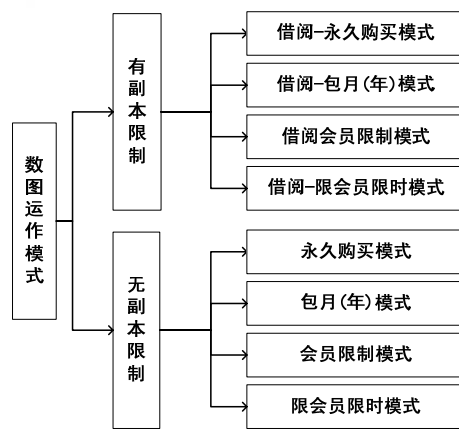 数图运作模式
有副本限制
借阅-永久购买模式
借阅-包月(年)模式
借阅会员限制模式
借阅-限会员限时模式
无副本限制
永久购买模式
包月(年)模式
会员限制模式
限会员限时模式